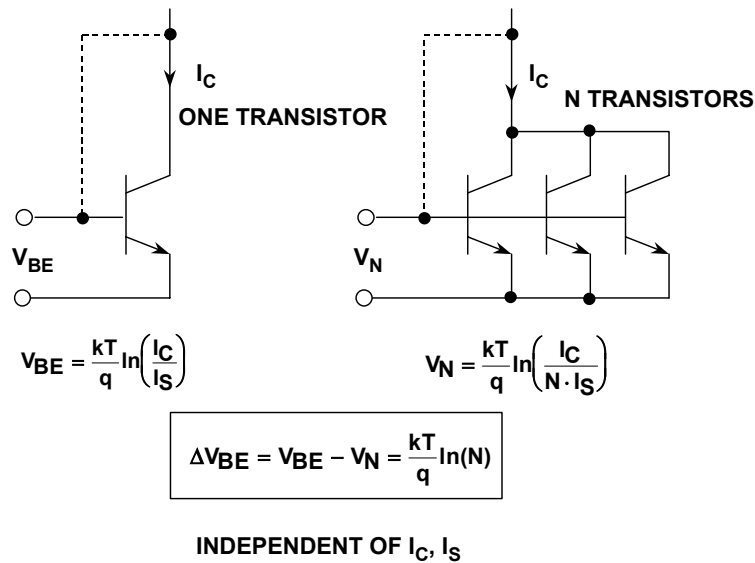 I_C
I_C
ONE TRANSISTOR
N TRANSISTORS
V_BE
V_N
V_BE = kT/q ln(I_C/I_S)
V_N = kT/q ln(I_C/(N · I_S))
ΔV_BE = V_BE − V_N = kT/q ln(N)
INDEPENDENT OF I_C, I_S